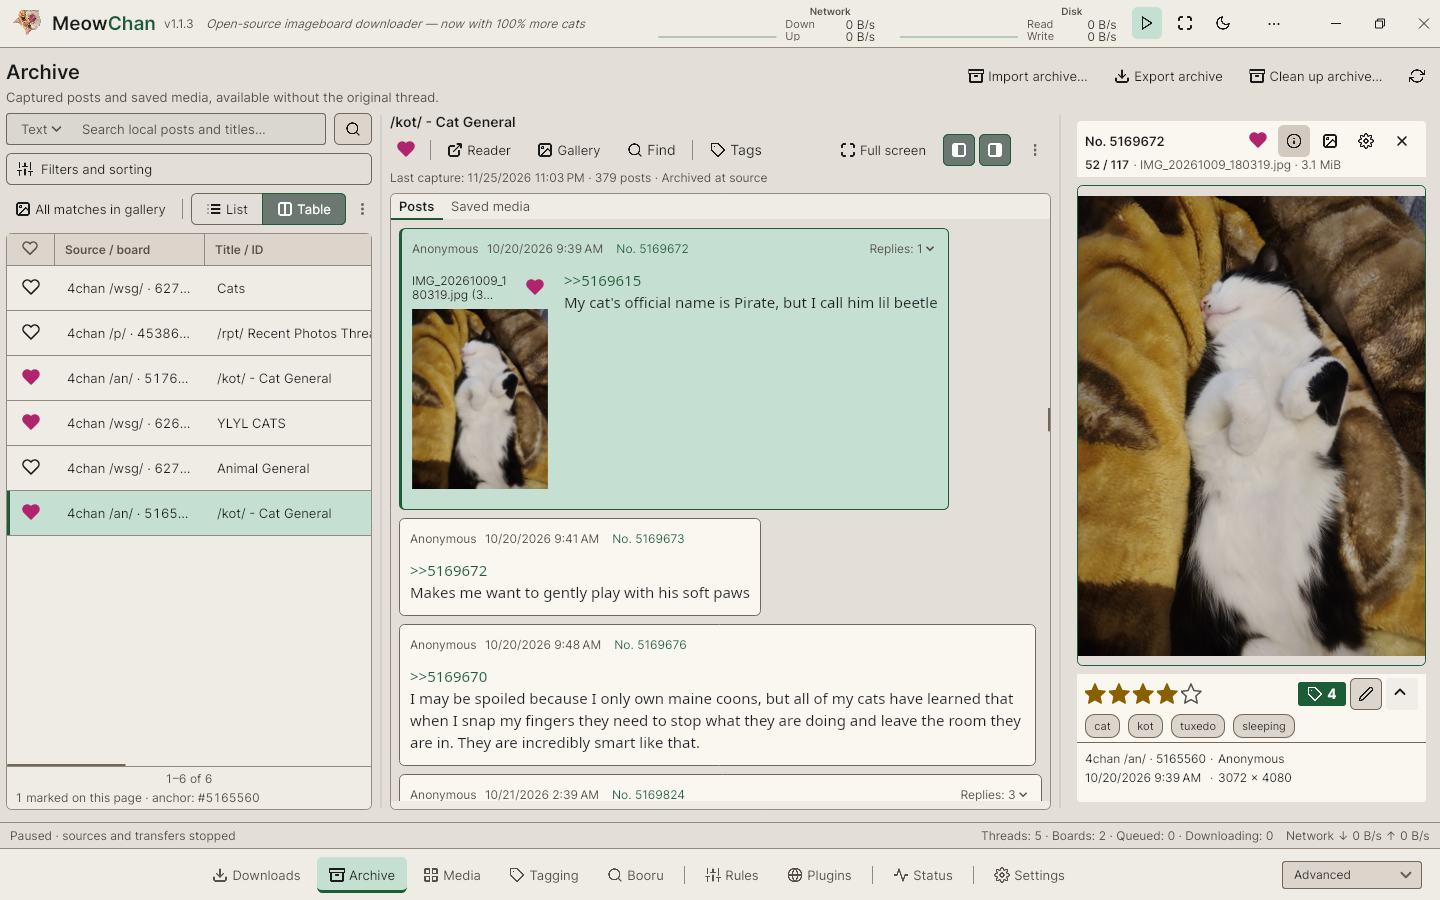 MeowChan v1.1.3 Open-source imageboard downloader — now with 100% more cats
Network
Down 0 B/s
Up 0 B/s
Disk
Read 0 B/s
Write 0 B/s
Archive
Captured posts and saved media, available without the original thread.
Import archive...
Export archive
Clean up archive...
Text
Search local posts and titles...
Filters and sorting
All matches in gallery
List
Table
Source / board
Title / ID
4chan /wsg/ · 627... Cats
4chan /p/ · 45386... /rpt/ Recent Photos Threa
4chan /an/ · 5176... /kot/ - Cat General
4chan /wsg/ · 626... YLYL CATS
4chan /wsg/ · 627... Animal General
4chan /an/ · 5165... /kot/ - Cat General
1–6 of 6
1 marked on this page · anchor: #5165560
/kot/ - Cat General
Reader
Gallery
Find
Tags
Full screen
Last capture: 11/25/2026 11:03 PM · 379 posts · Archived at source
Posts
Saved media
Anonymous 10/20/2026 9:39 AM No. 5169672 Replies: 1
IMG_20261009_1
80319.jpg (3...
>>5169615
My cat's official name is Pirate, but I call him lil beetle
Anonymous 10/20/2026 9:41 AM No. 5169673
>>5169672
Makes me want to gently play with his soft paws
Anonymous 10/20/2026 9:48 AM No. 5169676
>>5169670
I may be spoiled because I only own maine coons, but all of my cats have learned that
when I snap my fingers they need to stop what they are doing and leave the room they
are in. They are incredibly smart like that.
Anonymous 10/21/2026 2:39 AM No. 5169824 Replies: 3
No. 5169672
52 / 117 · IMG_20261009_180319.jpg · 3.1 MiB
4
cat kot tuxedo sleeping
4chan /an/ · 5165560 · Anonymous
10/20/2026 9:39 AM · 3072 × 4080
Paused · sources and transfers stopped
Threads: 5 · Boards: 2 · Queued: 0 · Downloading: 0 Network ↓ 0 B/s ↑ 0 B/s
Downloads
Archive
Media
Tagging
Booru
Rules
Plugins
Status
Settings
Advanced